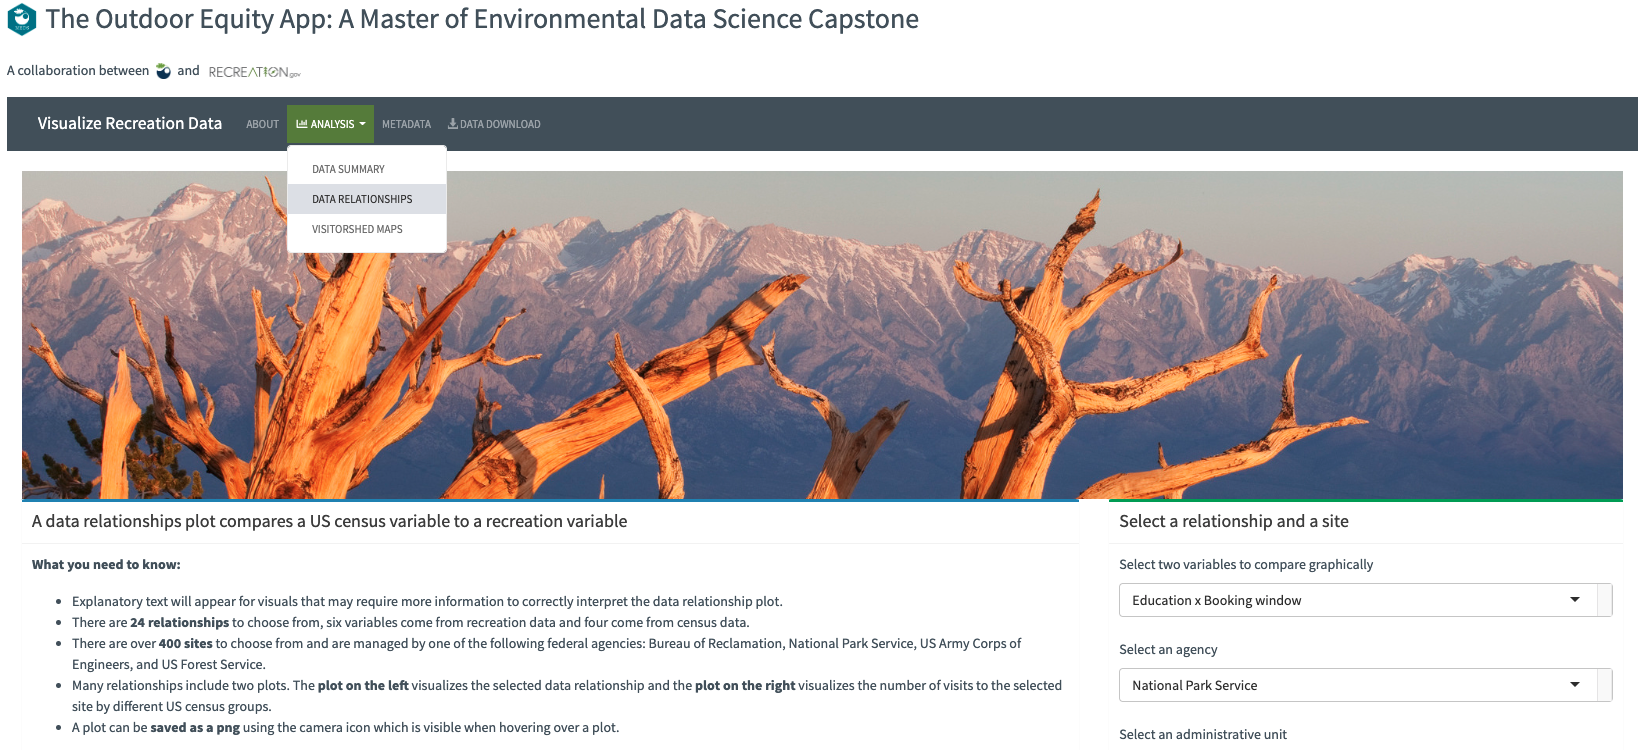 The Outdoor Equity App: A Master of Environmental Data Science Capstone
A collaboration between and RECREATION.gov
Visualize Recreation Data ABOUT ANALYSIS METADATA DATA DOWNLOAD
DATA SUMMARY
DATA RELATIONSHIPS
VISITORSHED MAPS
A data relationships plot compares a US census variable to a recreation variable
What you need to know:
• Explanatory text will appear for visuals that may require more information to correctly interpret the data relationship plot.
• There are 24 relationships to choose from, six variables come from recreation data and four come from census data.
• There are over 400 sites to choose from and are managed by one of the following federal agencies: Bureau of Reclamation, National Park Service, US Army Corps of
Engineers, and US Forest Service.
• Many relationships include two plots. The plot on the left visualizes the selected data relationship and the plot on the right visualizes the number of visits to the selected
site by different US census groups.
• A plot can be saved as a png using the camera icon which is visible when hovering over a plot.
Select a relationship and a site
Select two variables to compare graphically
Education x Booking window
Select an agency
National Park Service
Select an administrative unit